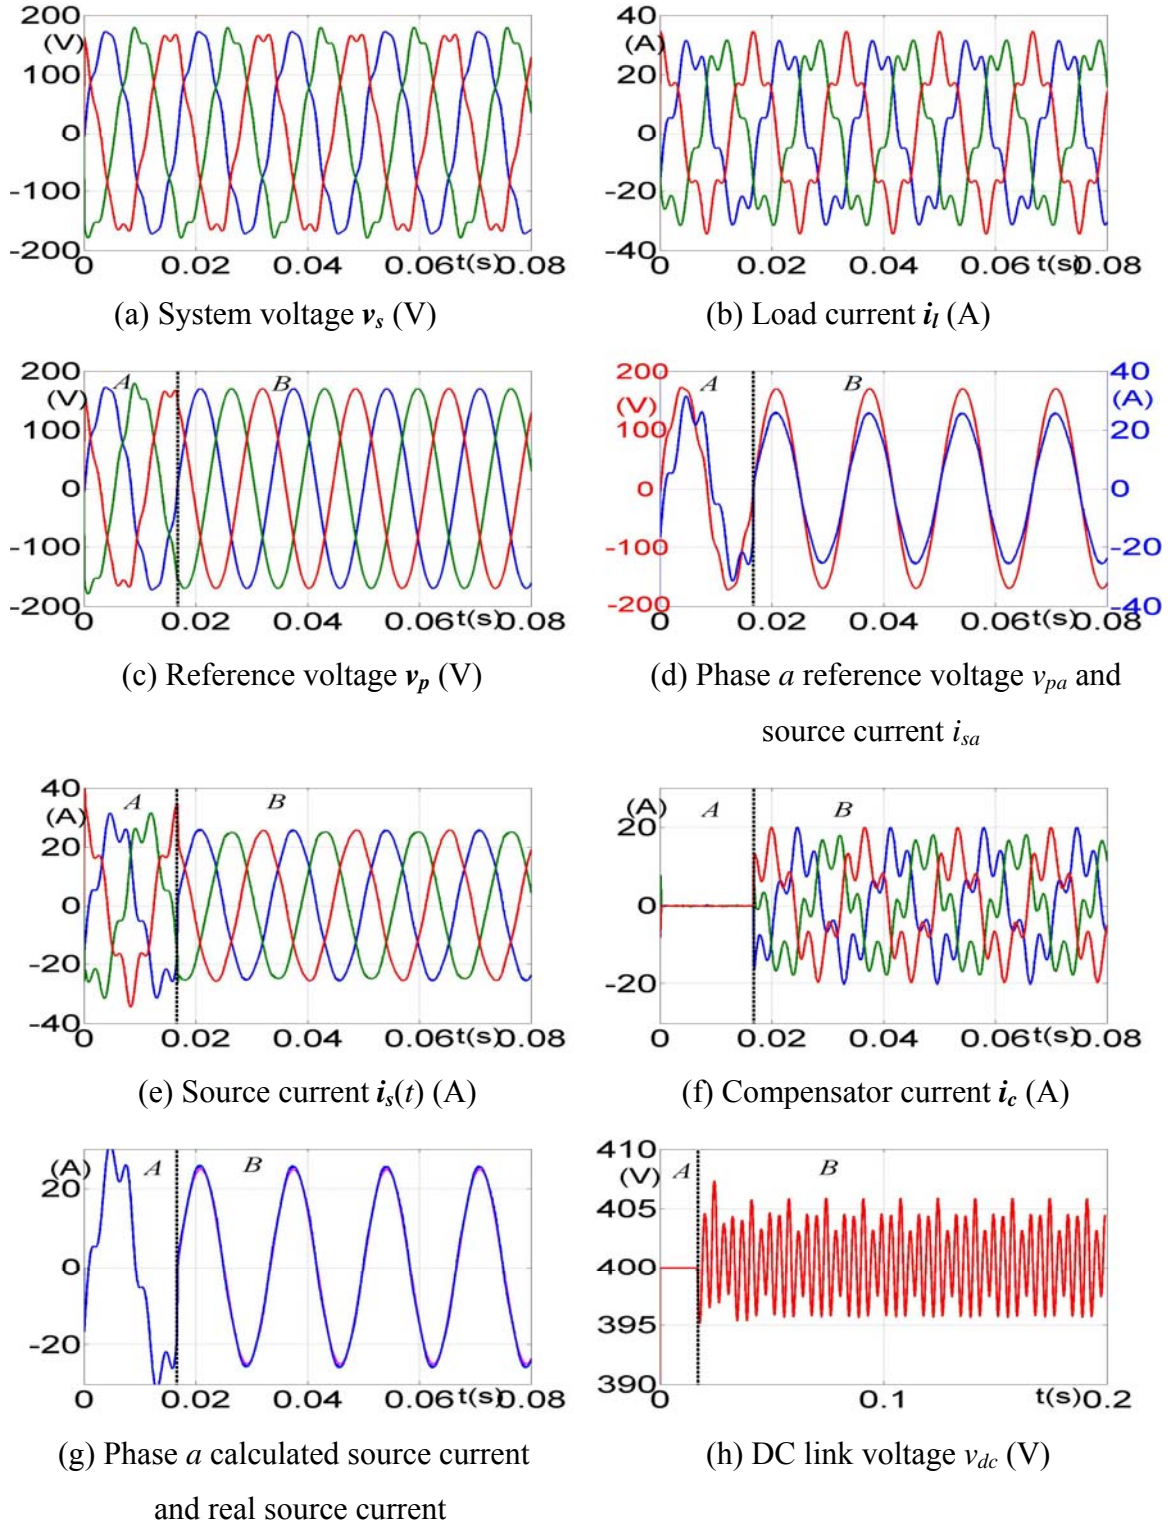 200
(V)
100
0
-100
-200
0 0.02 0.04 0.06 t(s) 0.08
(a) System voltage vs (V)
40
(A)
20
0
-20
-40
0 0.02 0.04 0.06 t(s) 0.08
(b) Load current il (A)
200
(V)
100
0
-100
-200
A B
0 0.02 0.04 0.06 t(s) 0.08
(c) Reference voltage vp (V)
200
(V)
100
0
-100
-200
A B
40
(A)
20
0
-20
-40
0 0.02 0.04 0.06 t(s) 0.08
(d) Phase a reference voltage vpa and
source current isa
40
(A)
20
0
-20
-40
A B
0 0.02 0.04 0.06 t(s) 0.08
(e) Source current is(t) (A)
(A)
20
0
-20
A B
0 0.02 0.04 0.06 t(s) 0.08
(f) Compensator current ic (A)
(A)
20
0
-20
A B
0 0.02 0.04 0.06 t(s) 0.08
(g) Phase a calculated source current
and real source current
410
(V)
405
400
395
390
A B
0 0.1 t(s) 0.2
(h) DC link voltage vdc (V)